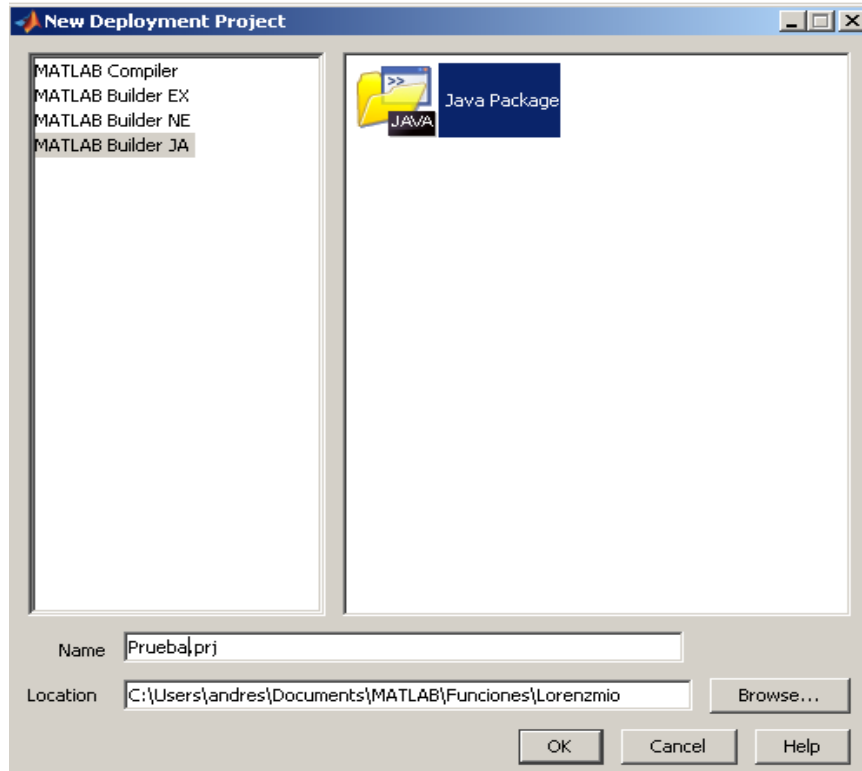 New Deployment Project
MATLAB Compiler
MATLAB Builder EX
MATLAB Builder NE
MATLAB Builder JA
>>
JAVA
Java Package
Name
Prueba.prj
Location
C:\Users\andres\Documents\MATLAB\Funciones\Lorenzmio
Browse...
OK
Cancel
Help